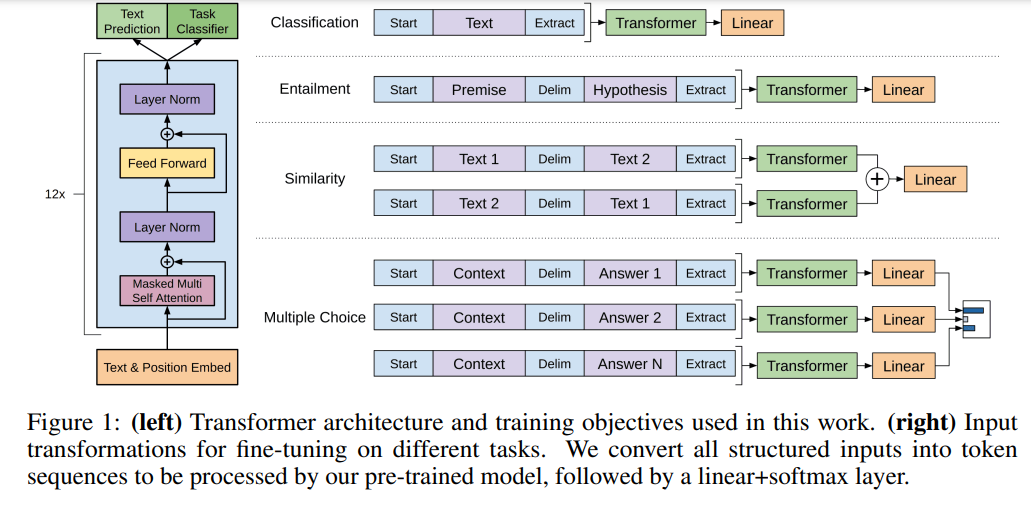 Text
Prediction
Task
Classifier
12x
Layer Norm
+
Feed Forward
Layer Norm
+
Masked Multi
Self Attention
Text & Position Embed
Classification
Start Text Extract Transformer Linear
Entailment
Start Premise Delim Hypothesis Extract Transformer Linear
Similarity
Start Text 1 Delim Text 2 Extract Transformer
+ Linear
Start Text 2 Delim Text 1 Extract Transformer
Multiple Choice
Start Context Delim Answer 1 Extract Transformer Linear
Start Context Delim Answer 2 Extract Transformer Linear
Start Context Delim Answer N Extract Transformer Linear
Figure 1: (left) Transformer architecture and training objectives used in this work. (right) Input
transformations for fine-tuning on different tasks. We convert all structured inputs into token
sequences to be processed by our pre-trained model, followed by a linear+softmax layer.